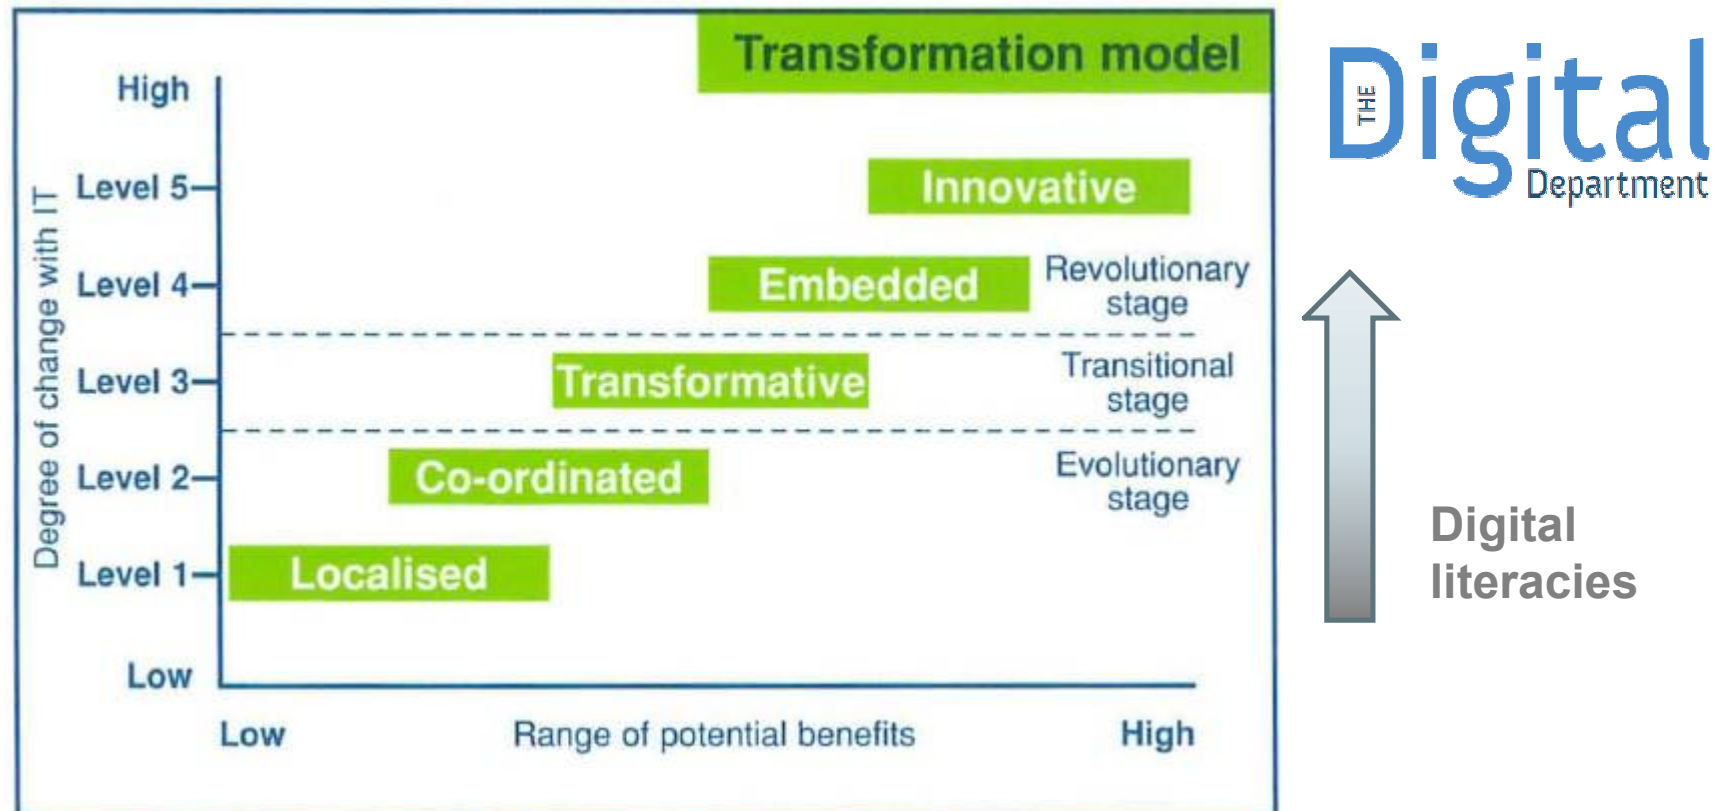 Transformation model
High
Level 5
Innovative
Level 4
Embedded
Revolutionary
stage
Level 3
Transformative
Transitional
stage
Level 2
Co-ordinated
Evolutionary
stage
Level 1
Localised
Low
Degree of change with IT
Low
Range of potential benefits
High
THE
Digital
Department
Digital
literacies